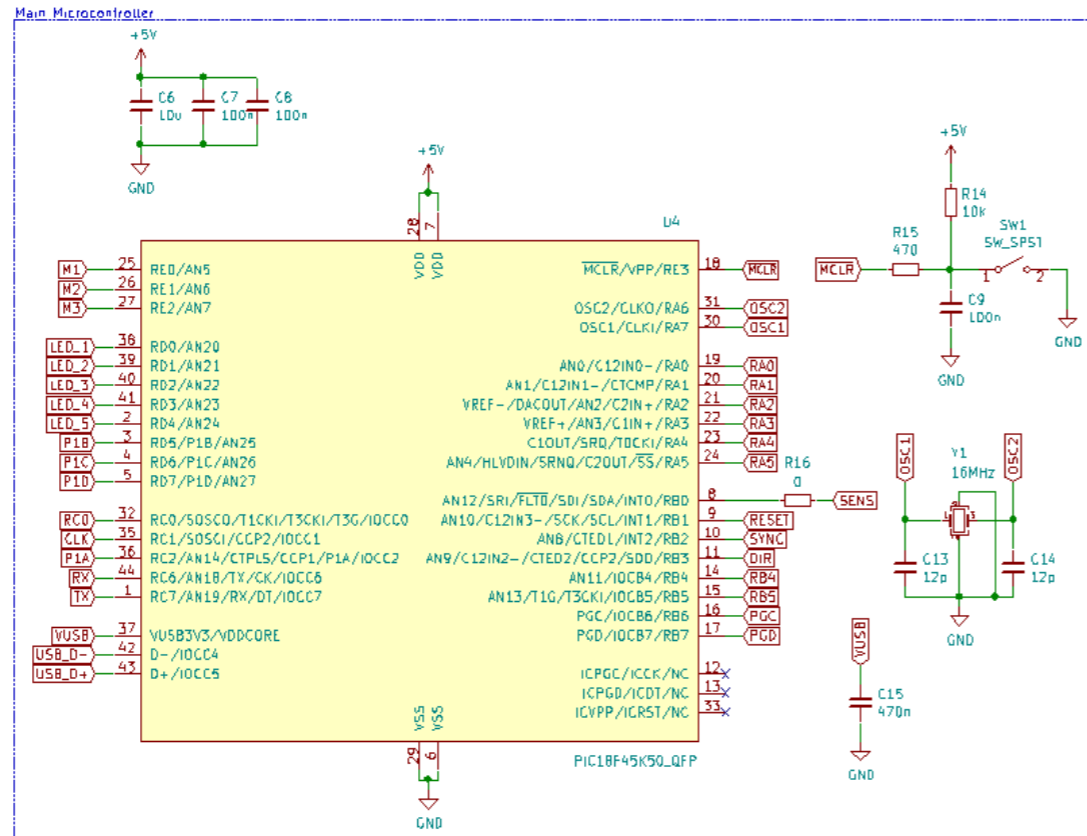 Main Microcontroller
+5V
C6
10u
C7
100n
C8
100n
GND
+5V
28
7
VDD
VDD
U4
M1
25
RE0/AN5
M2
26
RE1/AN6
M3
27
RE2/AN7
LED_1
38
RD0/AN20
LED_2
39
RD1/AN21
LED_3
40
RD2/AN22
LED_4
41
RD3/AN23
LED_5
2
RD4/AN24
P1B
3
RD5/P1B/AN25
P1C
4
RD6/P1C/AN26
P1D
5
RD7/P1D/AN27
RC0
32
RC0/SOSCO/T1CKI/T3CKI/T3G/IOCC0
CLK
35
RC1/SOSCI/CCP2/IOCC1
P1A
36
RC2/AN14/CTPLS/CCP1/P1A/IOCC2
RX
44
RC6/AN18/TX/CK/IOCC6
TX
1
RC7/AN19/RX/DT/IOCC7
VUSB
37
VUSB3V3/VDDCORE
USB_D-
42
D-/IOCC4
USB_D+
43
D+/IOCC5
MCLR/VPP/RE3
18
MCLR
OSC2/CLKO/RA6
31
OSC2
OSC1/CLKI/RA7
30
OSC1
AN0/C12IN0-/RA0
19
RA0
AN1/C12IN1-/CTCMP/RA1
20
RA1
VREF-/DACOUT/AN2/C2IN+/RA2
21
RA2
VREF+/AN3/C1IN+/RA3
22
RA3
C1OUT/SRQ/T0CKI/RA4
23
RA4
AN4/HLVDIN/SRNQ/C2OUT/SS/RA5
24
RA5
AN12/SRI/FLT0/SDI/SDA/INT0/RB0
8
R16
0
SENS
AN10/C12IN3-/SCK/SCL/INT1/RB1
9
RESET
AN8/CTED1/INT2/RB2
10
SYNC
AN9/C12IN2-/CTED2/CCP2/SDO/RB3
11
DIR
AN11/IOCB4/RB4
14
RB4
AN13/T1G/T3CKI/IOCB5/RB5
15
RB5
PGC/IOCB6/RB6
16
PGC
PGD/IOCB7/RB7
17
PGD
ICPGC/ICCK/NC
12
ICPGD/ICDT/NC
13
ICVPP/ICRST/NC
33
VSS
VSS
29
6
GND
PIC18F45K50_QFP
+5V
R14
10k
R15
470
MCLR
SW1
SW_SPST
1
2
C9
100n
GND
GND
OSC1
OSC2
Y1
16MHz
1
3
C13
12p
C14
12p
GND
VUSB
C15
470n
GND